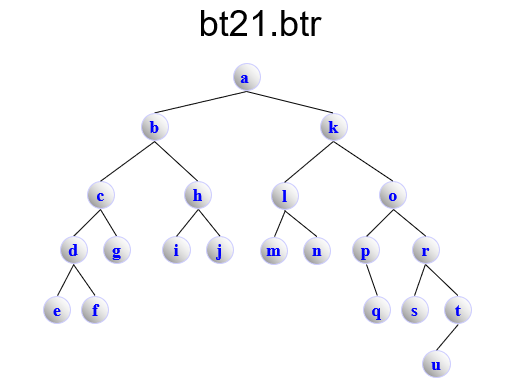 bt21.btr
a
b k
c h l o
d g i j m n p r
e f q s t
u